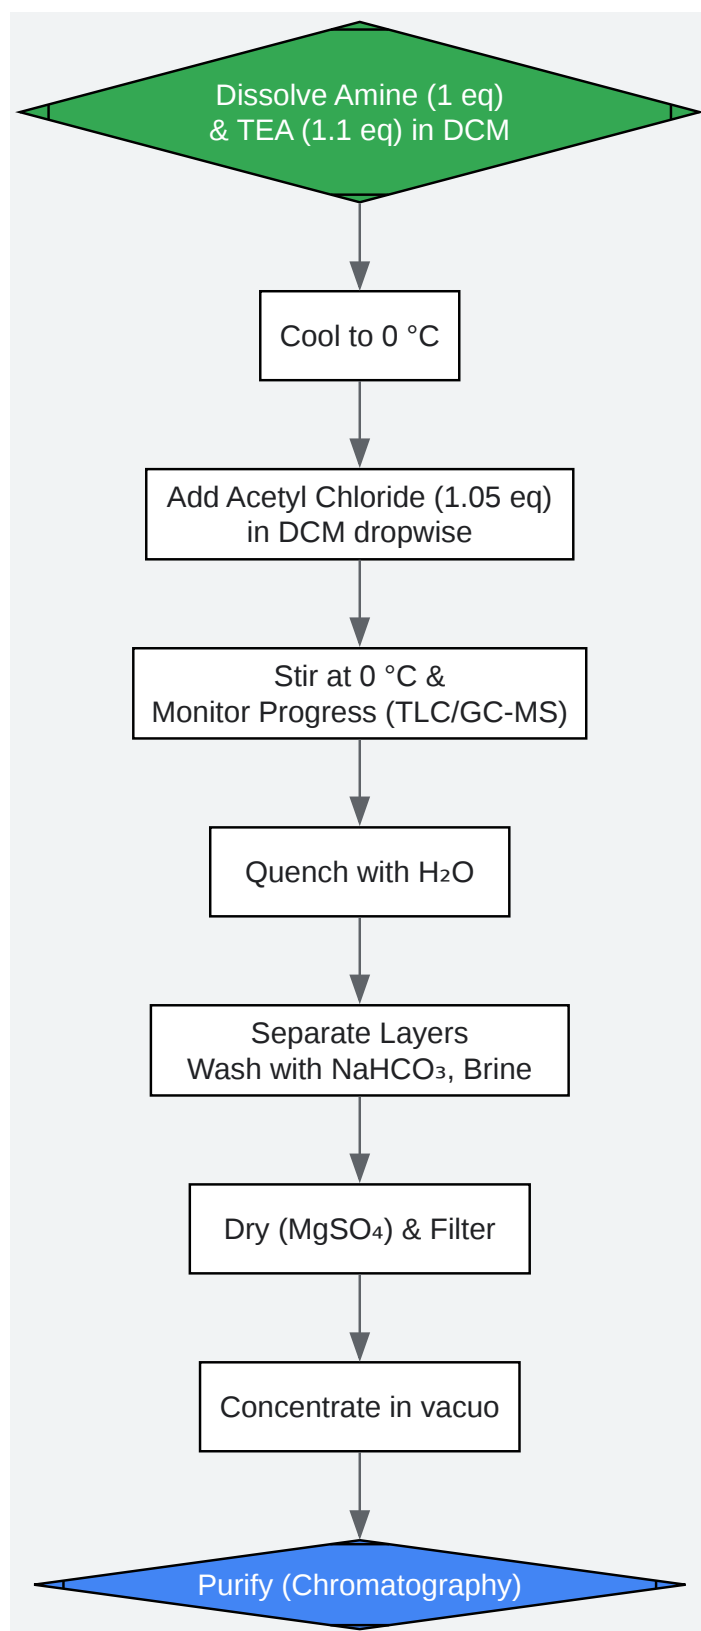 Dissolve Amine (1 eq)
& TEA (1.1 eq) in DCM
Cool to 0 °C
Add Acetyl Chloride (1.05 eq)
in DCM dropwise
Stir at 0 °C &
Monitor Progress (TLC/GC-MS)
Quench with H₂O
Separate Layers
Wash with NaHCO₃, Brine
Dry (MgSO₄) & Filter
Concentrate in vacuo
Purify (Chromatography)